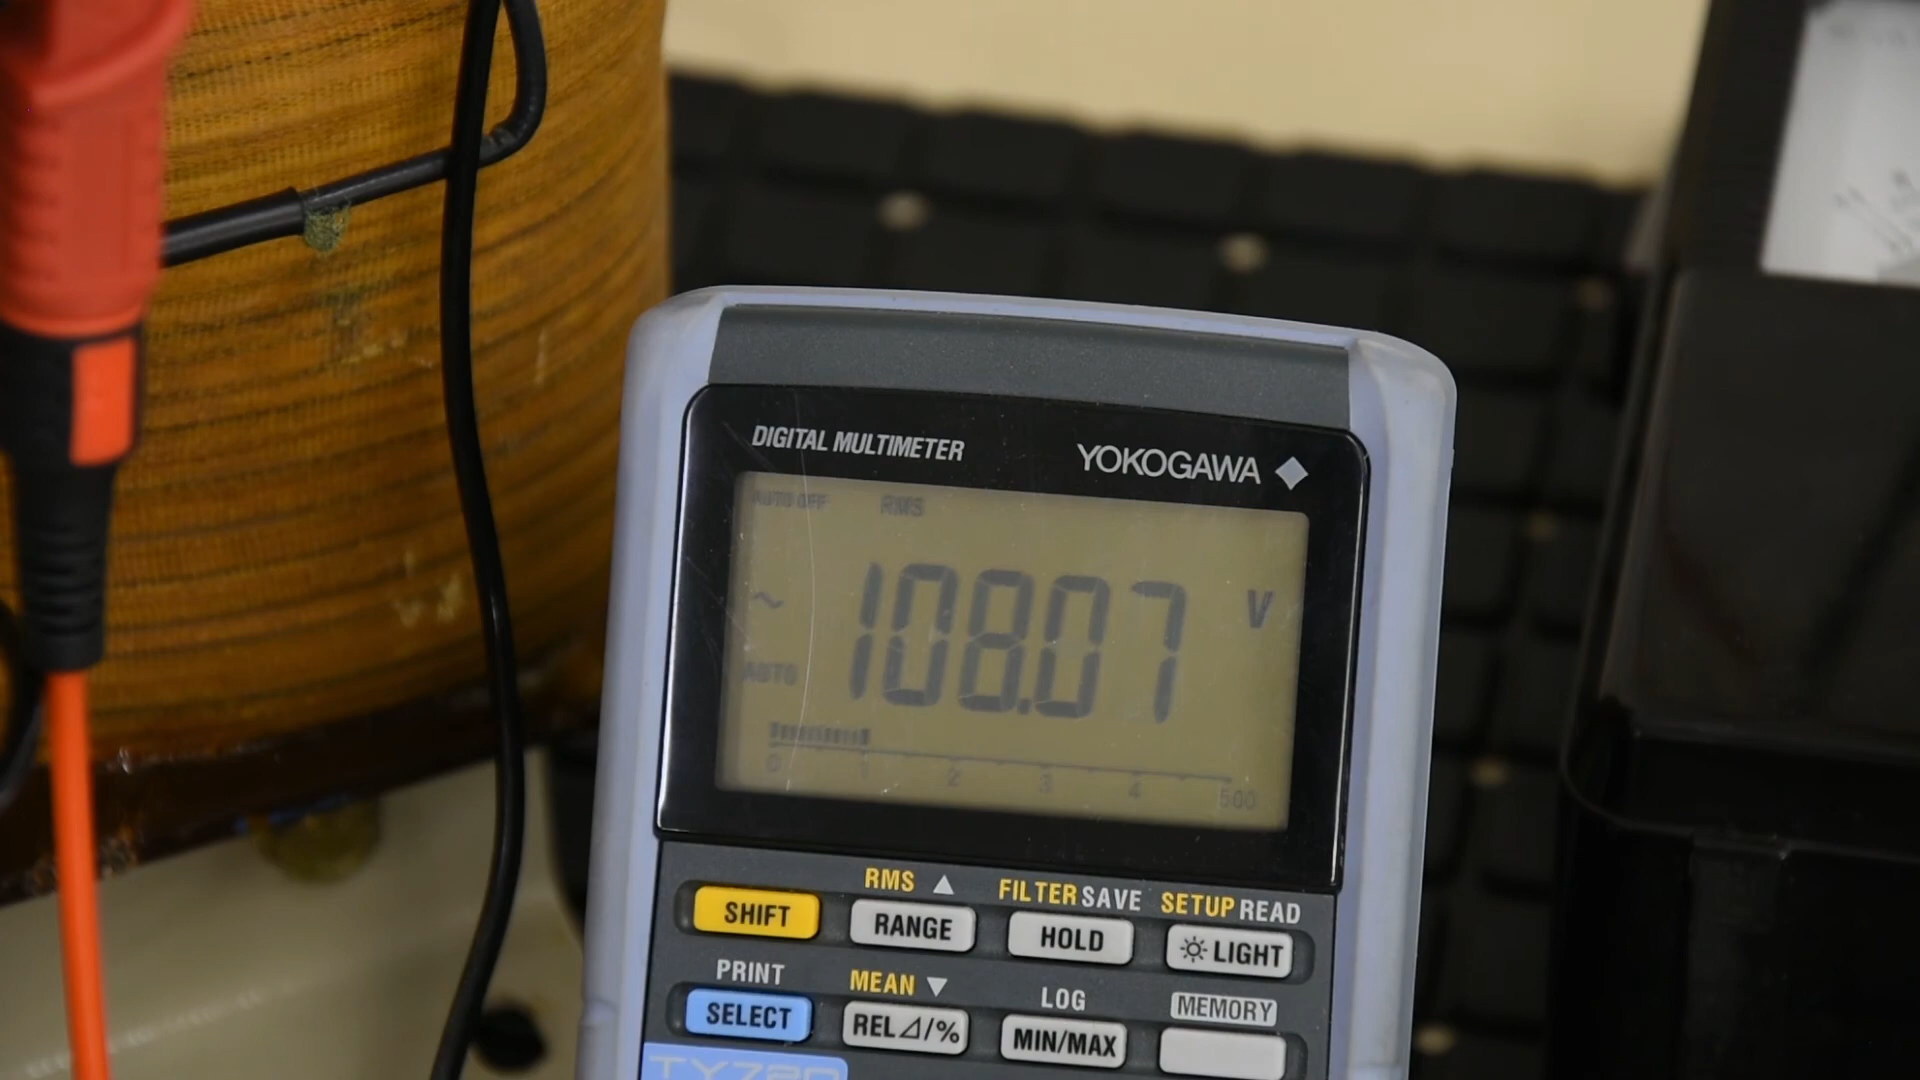 DIGITAL MULTIMETER YOKOGAWA
AUTO OFF RMS
~ 108.07 V
AUTO
0 1 2 3 4 500
RMS ▲ FILTER SAVE SETUP READ
SHIFT RANGE HOLD LIGHT
PRINT MEAN ▼ LOG MEMORY
SELECT REL⊿/% MIN/MAX
TY720